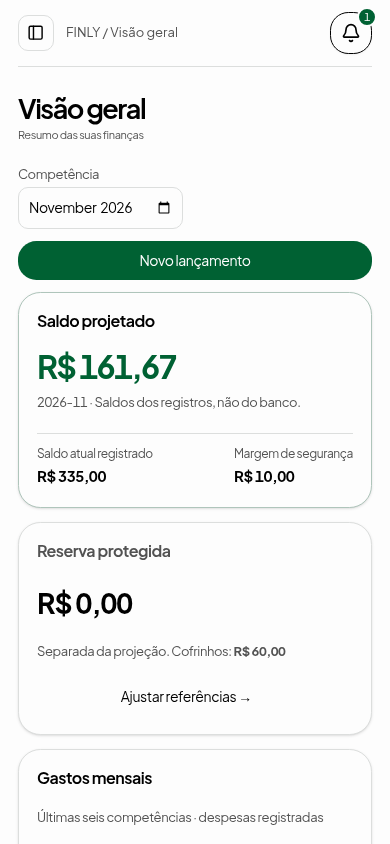 FINLY / Visão geral
1
Visão geral
Resumo das suas finanças
Competência
November 2026
Novo lançamento
Saldo projetado
R$ 161,67
2026-11 · Saldos dos registros, não do banco.
Saldo atual registrado
R$ 335,00
Margem de segurança
R$ 10,00
Reserva protegida
R$ 0,00
Separada da projeção. Cofrinhos: R$ 60,00
Ajustar referências →
Gastos mensais
Últimas seis competências · despesas registradas